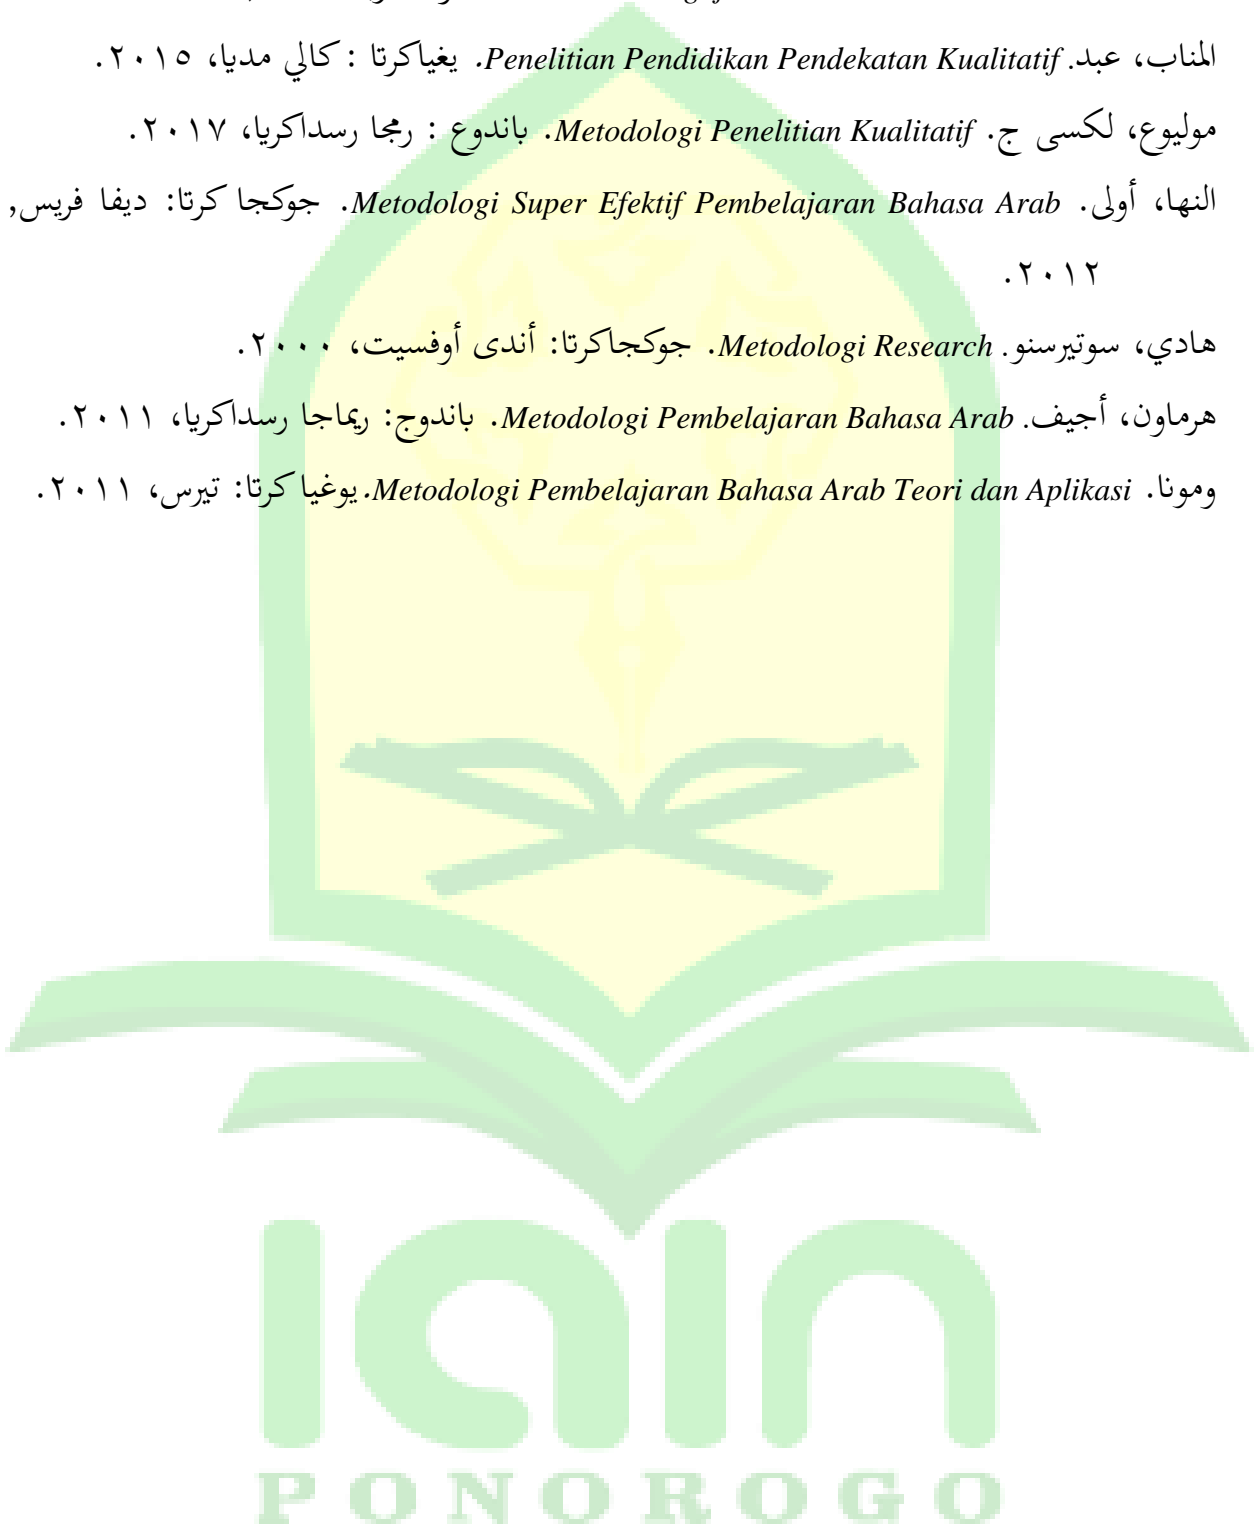 المناب، عبد. Penelitian Pendidikan Pendekatan Kualitatif. يغياكرتا : كالي مديا، ٢٠١٥.
موليوع، لكسى ج. Metodologi Penelitian Kualitatif. باندوع : رمجا رسداكريا، ٢٠١٧.
النها، أولى. Metodologi Super Efektif Pembelajaran Bahasa Arab. جوكجا كرتا: ديفا فريس,
٢٠١٢.
هادي، سوتيرسنو. Metodologi Research. جوكجاكرتا: أندى أوفسيت، ٢٠٠٠.
هرماون، أجيف. Metodologi Pembelajaran Bahasa Arab. باندوج: ريماجا رسداكريا، ٢٠١١.
ومونا. Metodologi Pembelajaran Bahasa Arab Teori dan Aplikasi. يوغيا كرتا: تيرس، ٢٠١١.
iain
PONOROGO